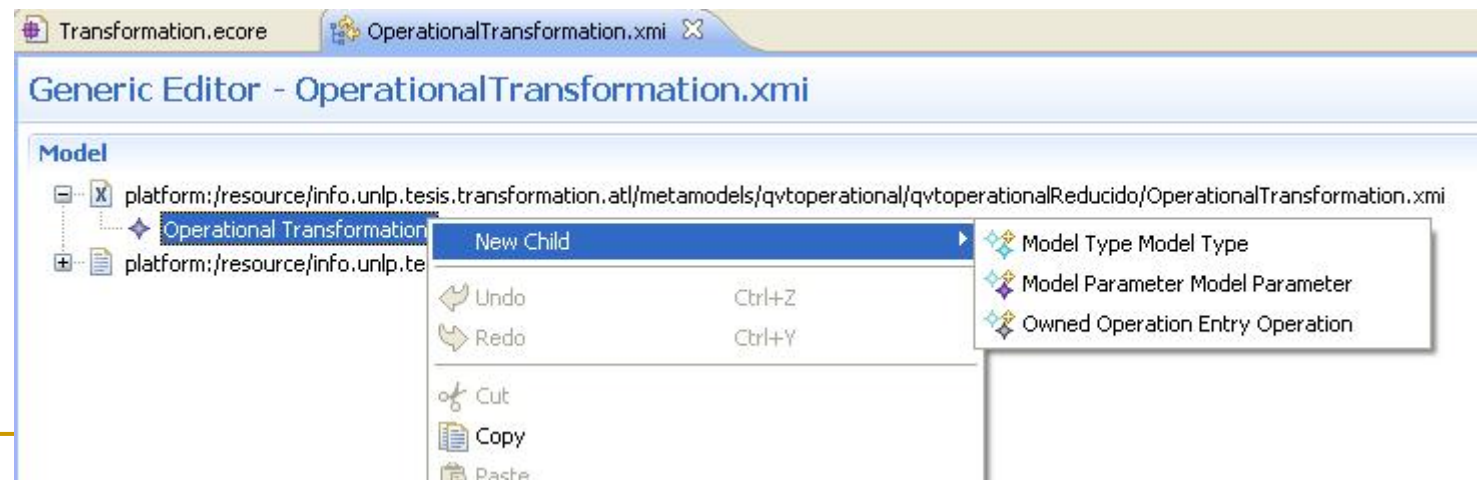 Transformation.ecore OperationalTransformation.xmi
Generic Editor - OperationalTransformation.xmi
Model
platform:/resource/info.unlp.tesis.transformation.atl/metamodels/qvtoperational/qvtoperationalReducido/OperationalTransformation.xmi
Operational Transformation
platform:/resource/info.unlp.te
New Child
Undo Ctrl+Z
Redo Ctrl+Y
Cut
Copy
Paste
Model Type Model Type
Model Parameter Model Parameter
Owned Operation Entry Operation